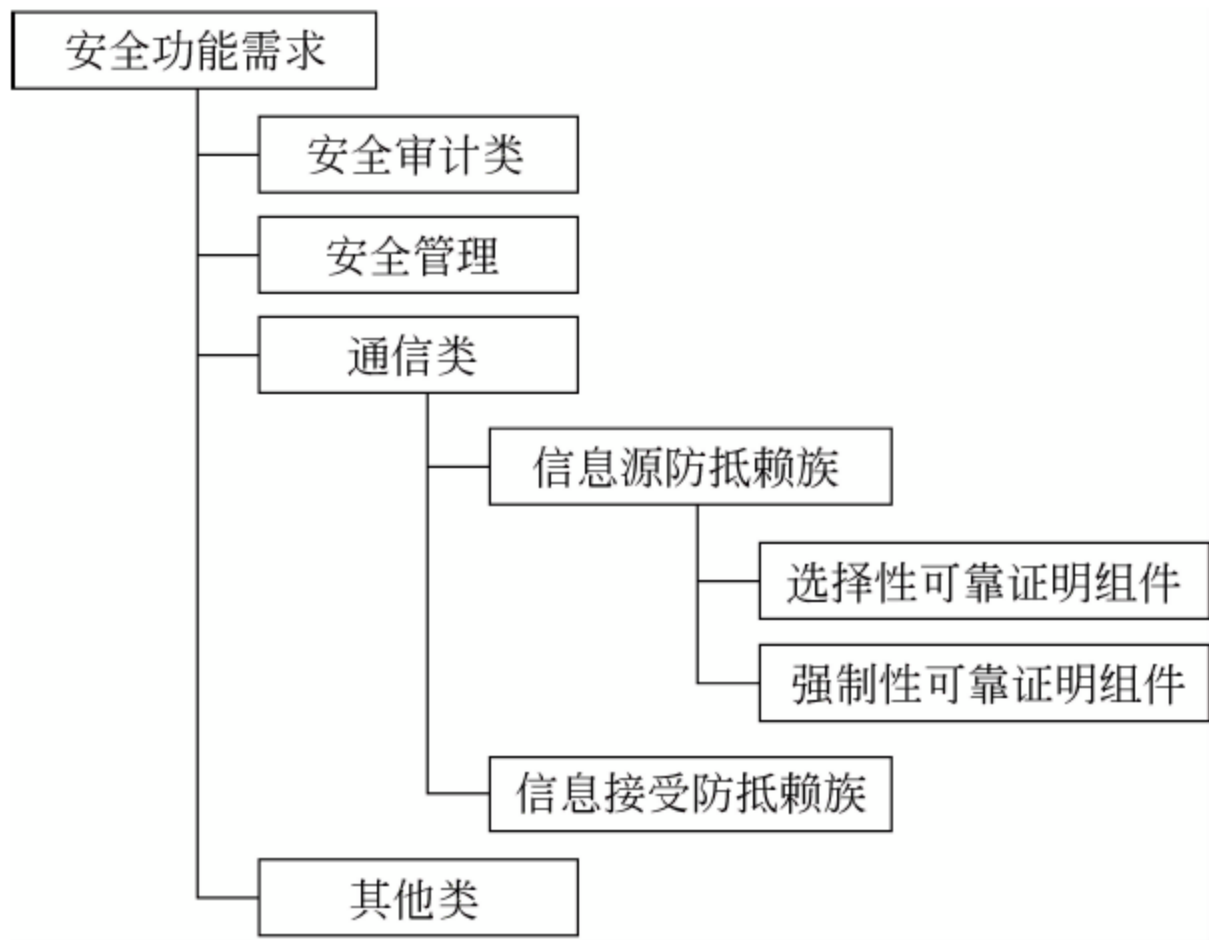 安全功能需求
安全审计类
安全管理
通信类
信息源防抵赖族
选择性可靠证明组件
强制性可靠证明组件
信息接受防抵赖族
其他类